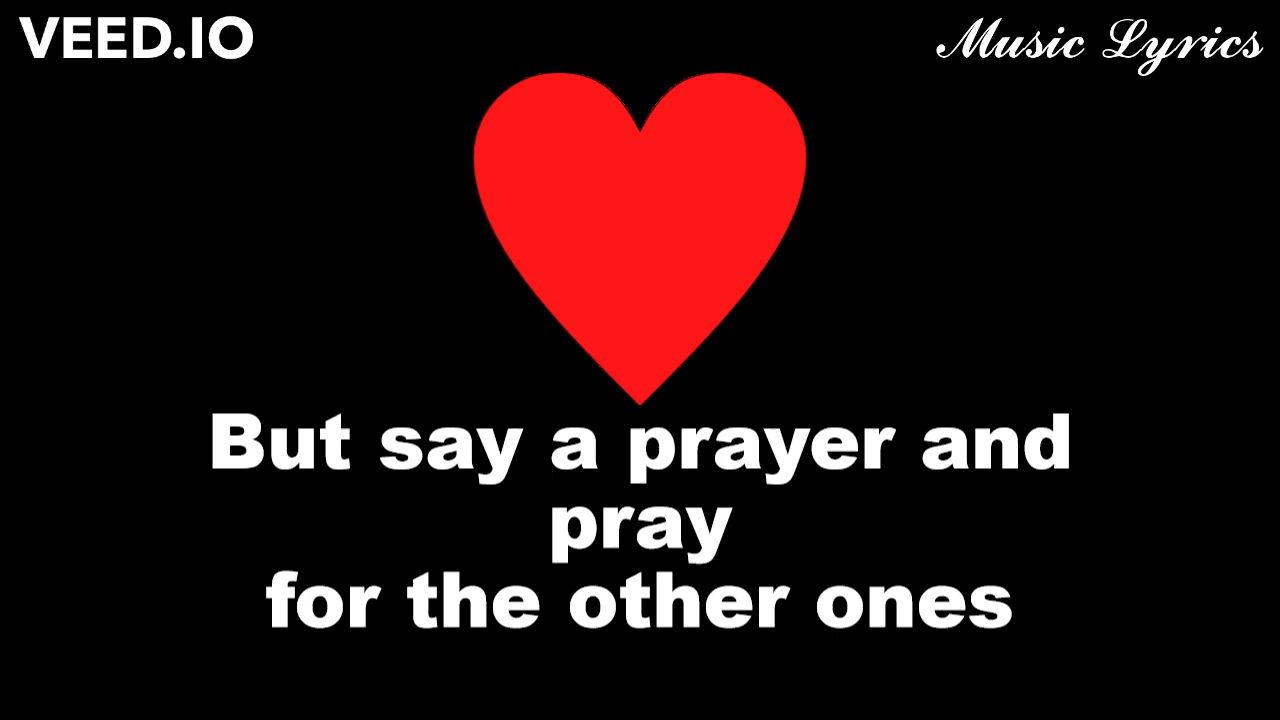 VEED.IO
Music Lyrics
But say a prayer and
pray
for the other ones